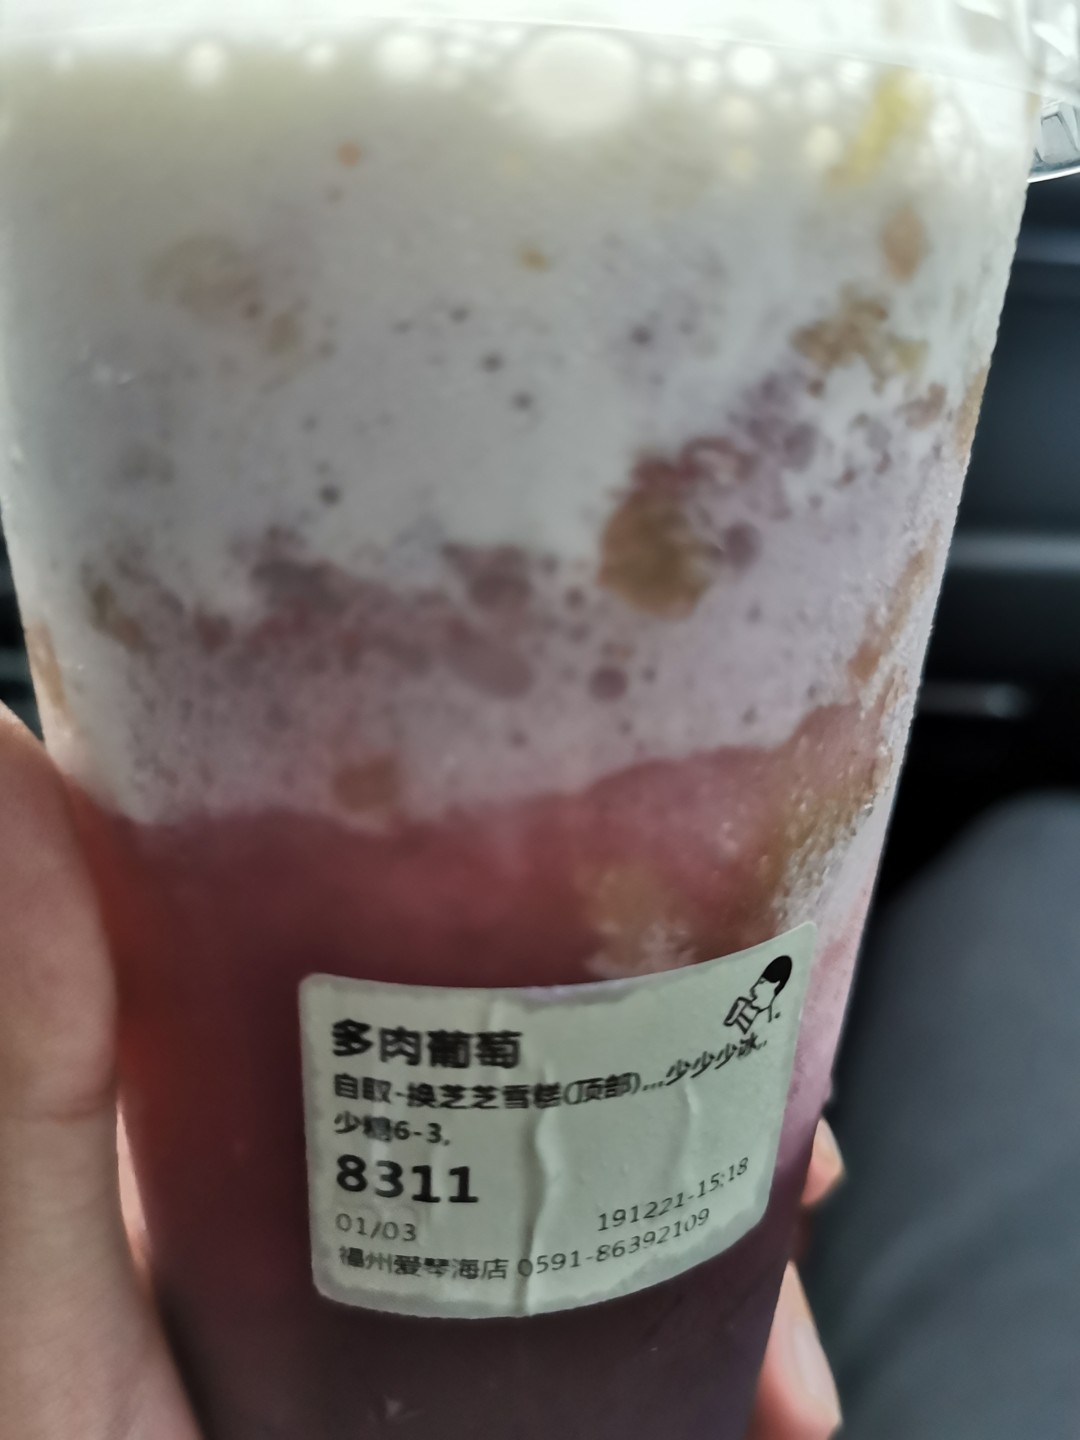 多肉葡萄
自取-换芝芝雪糕(顶部)...少少少冰..
少糖6-3.
8311
191221-15:18
01/03
福州爱琴海店 0591-86392109